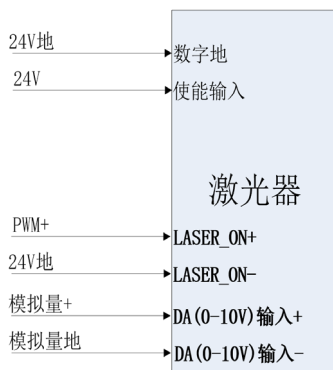 24V地
数字地
24V
使能输入
激光器
PWM+
LASER_ON+
24V地
LASER_ON-
模拟量+
DA(0-10V)输入+
模拟量地
DA(0-10V)输入-